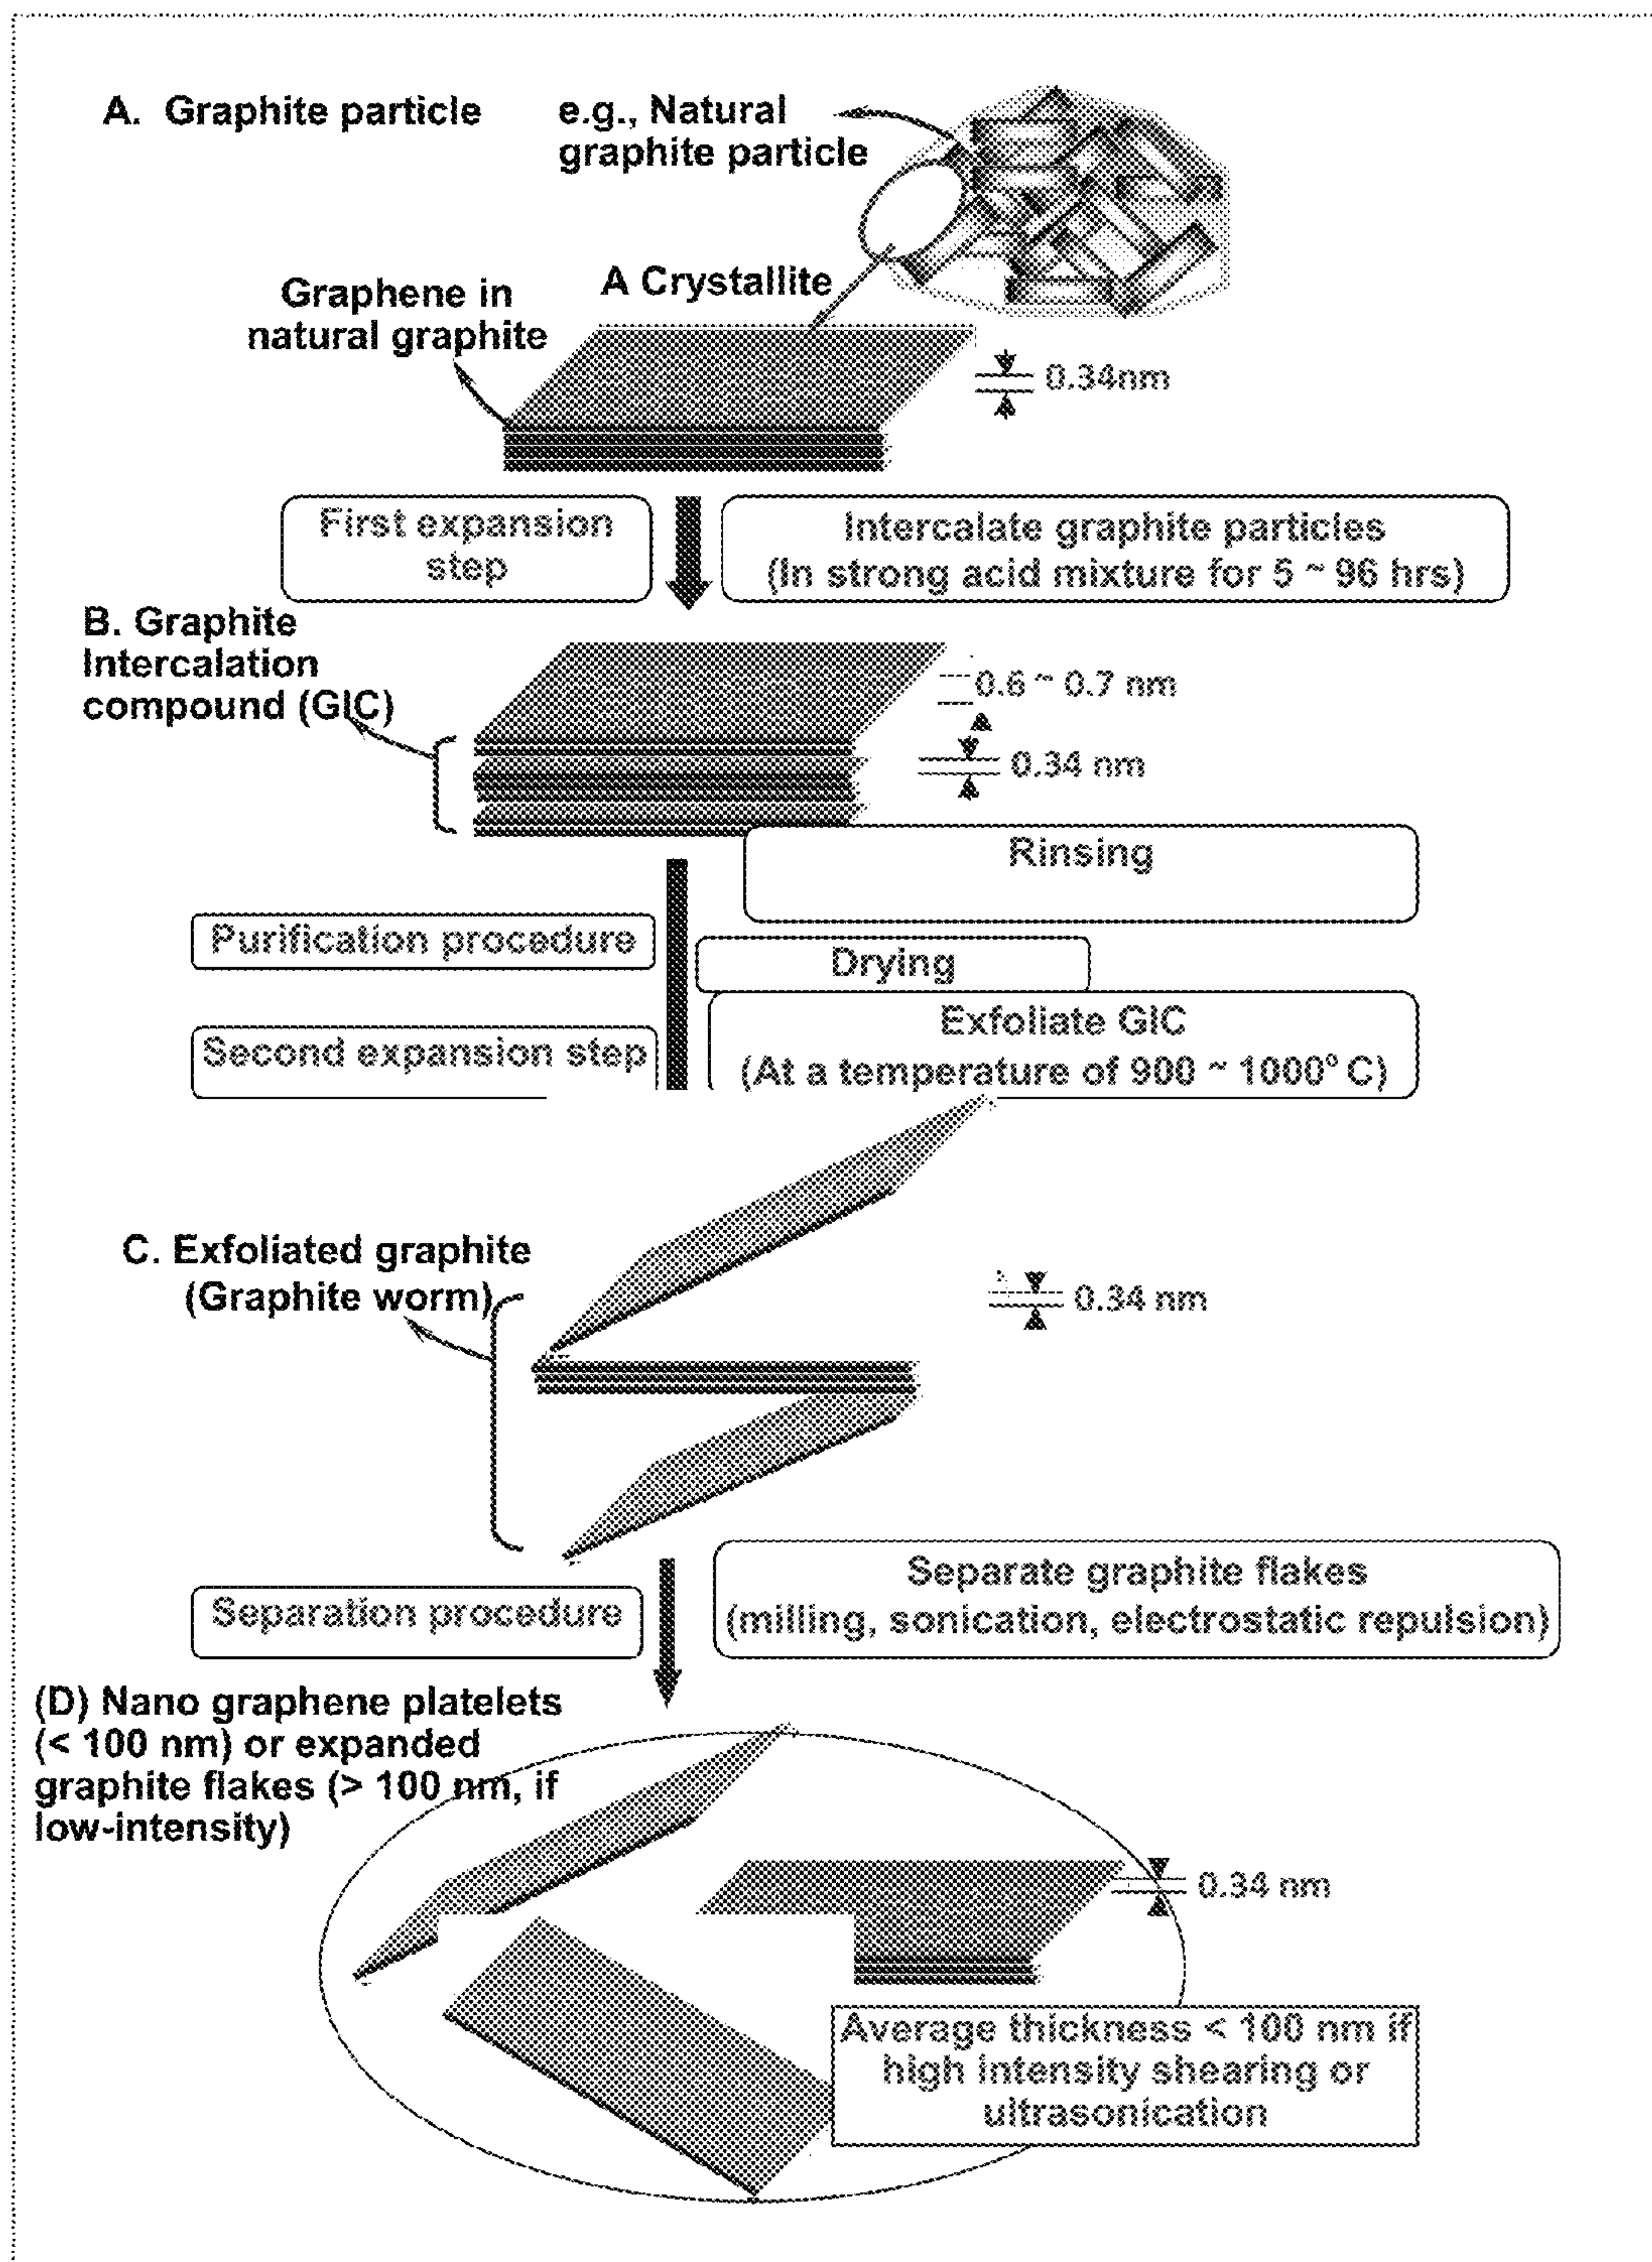 A. Graphite particle
e.g., Natural
graphite particle
A Crystallite
Graphene in
natural graphite
0.34nm
First expansion
step
Intercalate graphite particles
(In strong acid mixture for 5 ~ 96 hrs)
B. Graphite
Intercalation
compound (GIC)
0.6 ~ 0.7 nm
0.34 nm
Rinsing
Purification procedure
Drying
Second expansion step
Exfoliate GIC
(At a temperature of 900 ~ 1000° C)
C. Exfoliated graphite
(Graphite worm)
0.34 nm
Separation procedure
Separate graphite flakes
(milling, sonication, electrostatic repulsion)
(D) Nano graphene platelets
(< 100 nm) or expanded
graphite flakes (> 100 nm, if
low-intensity)
0.34 nm
Average thickness < 100 nm if
high intensity shearing or
ultrasonication